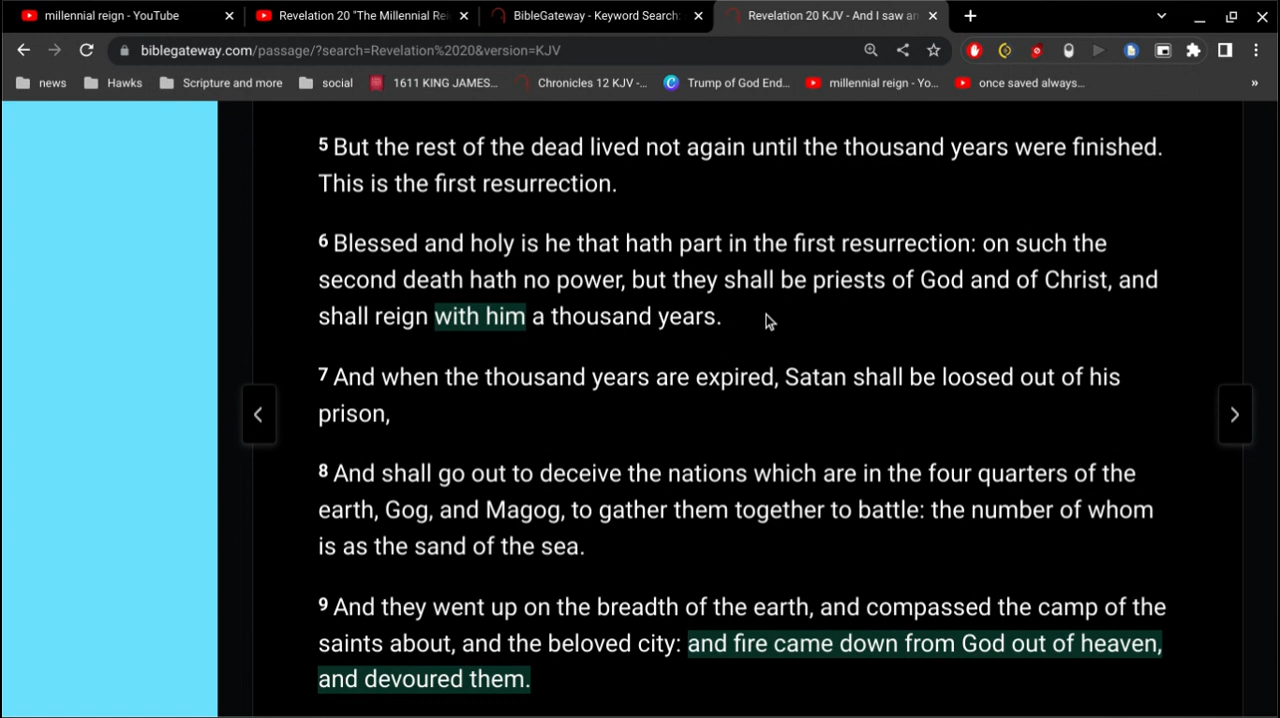 millennial reign - YouTube
Revelation 20 "The Millennial Rei
BibleGateway - Keyword Search:
Revelation 20 KJV - And I saw an
biblegateway.com/passage/?search=Revelation%2020&version=KJV
news
Hawks
Scripture and more
social
1611 KING JAMES...
Chronicles 12 KJV -...
Trump of God End...
millennial reign - Yo...
once saved always...
»
5 But the rest of the dead lived not again until the thousand years were finished.
This is the first resurrection.
6 Blessed and holy is he that hath part in the first resurrection: on such the
second death hath no power, but they shall be priests of God and of Christ, and
shall reign with him a thousand years.
7 And when the thousand years are expired, Satan shall be loosed out of his
prison,
8 And shall go out to deceive the nations which are in the four quarters of the
earth, Gog, and Magog, to gather them together to battle: the number of whom
is as the sand of the sea.
9 And they went up on the breadth of the earth, and compassed the camp of the
saints about, and the beloved city: and fire came down from God out of heaven,
and devoured them.